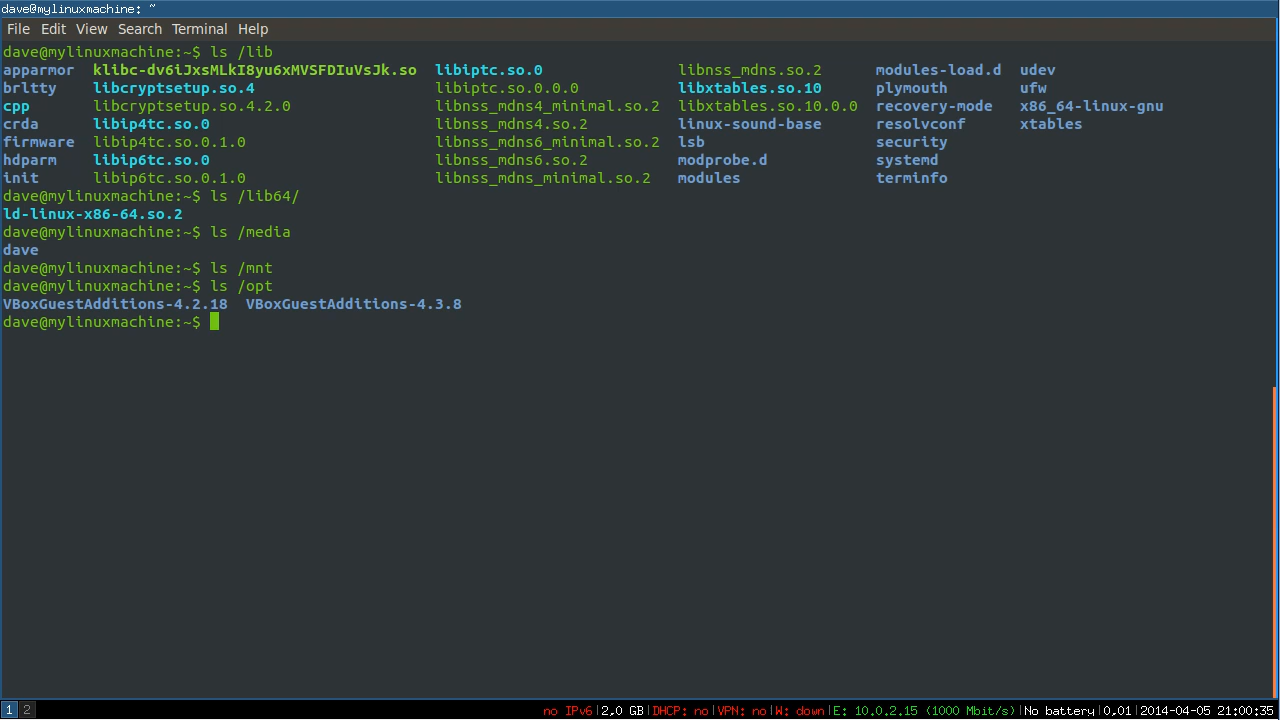 dave@mylinuxmachine: ~
File Edit View Search Terminal Help
dave@mylinuxmachine:~$ ls /lib
apparmor  klibc-dv6iJxsMLkI8yu6xMVSFDIuVsJk.so  libiptc.so.0               libnss_mdns.so.2      modules-load.d  udev
brltty    libcryptsetup.so.4                    libiptc.so.0.0.0           libxtables.so.10      plymouth        ufw
cpp       libcryptsetup.so.4.2.0                libnss_mdns4_minimal.so.2  libxtables.so.10.0.0  recovery-mode   x86_64-linux-gnu
crda      libip4tc.so.0                         libnss_mdns4.so.2          linux-sound-base      resolvconf      xtables
firmware  libip4tc.so.0.1.0                     libnss_mdns6_minimal.so.2  lsb                   security
hdparm    libip6tc.so.0                         libnss_mdns6.so.2          modprobe.d            systemd
init      libip6tc.so.0.1.0                     libnss_mdns_minimal.so.2   modules               terminfo
dave@mylinuxmachine:~$ ls /lib64/
ld-linux-x86-64.so.2
dave@mylinuxmachine:~$ ls /media
dave
dave@mylinuxmachine:~$ ls /mnt
dave@mylinuxmachine:~$ ls /opt
VBoxGuestAdditions-4.2.18  VBoxGuestAdditions-4.3.8
dave@mylinuxmachine:~$
1 2 no IPv6|2,0 GB|DHCP: no|VPN: no|W: down|E: 10.0.2.15 (1000 Mbit/s)|No battery|0,01|2014-04-05 21:00:35